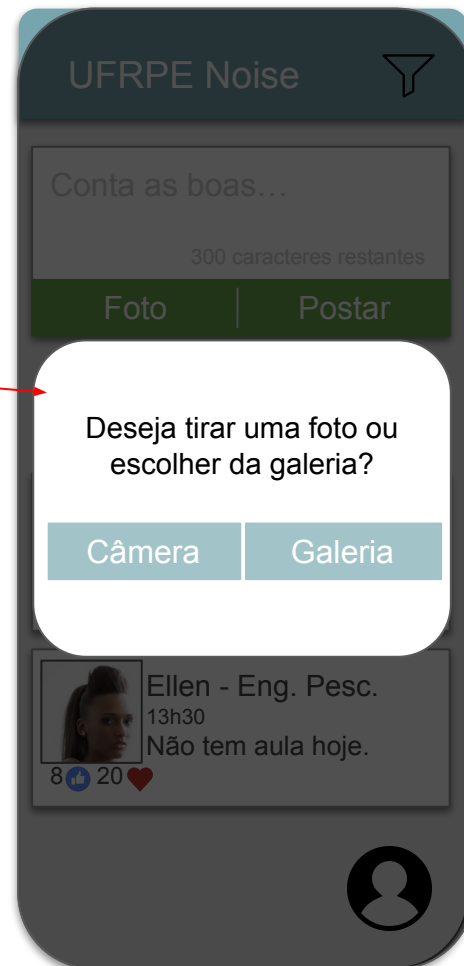 UFRPE Noise
Conta as boas…
300 caracteres restantes
Foto
Postar
Deseja tirar uma foto ou
escolher da galeria?
Câmera
Galeria
Ellen - Eng. Pesc.
13h30
Não tem aula hoje.
8 20